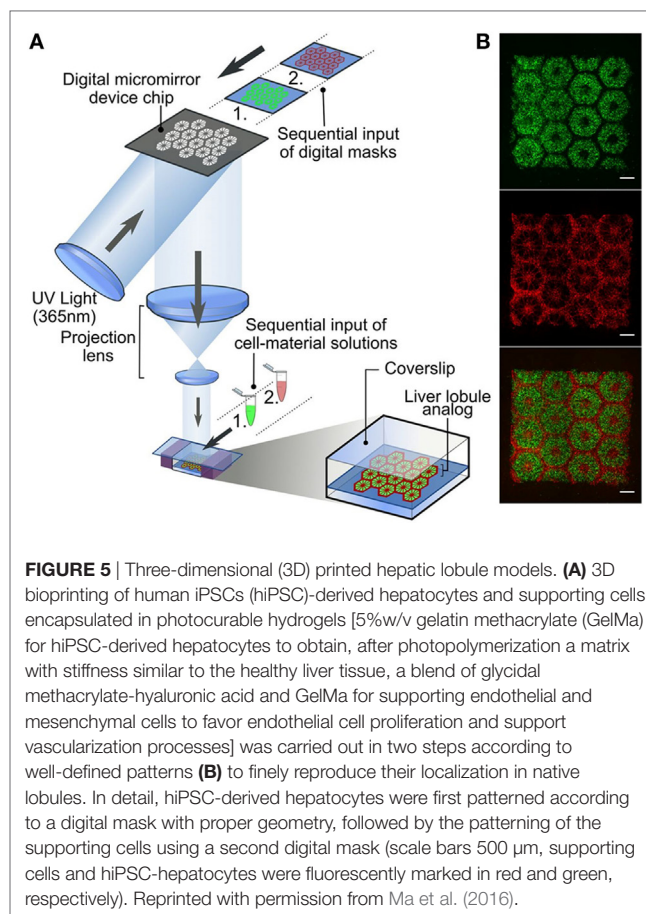 A
B
Digital micromirror
device chip
2.
1.
Sequential input
of digital masks
UV Light
(365nm)
Projection
lens
Sequential input of
cell-material solutions
2.
1.
Coverslip
Liver lobule
analog
FIGURE 5 | Three-dimensional (3D) printed hepatic lobule models. (A) 3D
bioprinting of human iPSCs (hiPSC)-derived hepatocytes and supporting cells
encapsulated in photocurable hydrogels [5%w/v gelatin methacrylate (GelMa)
for hiPSC-derived hepatocytes to obtain, after photopolymerization a matrix
with stiffness similar to the healthy liver tissue, a blend of glycidal
methacrylate-hyaluronic acid and GelMa for supporting endothelial and
mesenchymal cells to favor endothelial cell proliferation and support
vascularization processes] was carried out in two steps according to
well-defined patterns (B) to finely reproduce their localization in native
lobules. In detail, hiPSC-derived hepatocytes were first patterned according
to a digital mask with proper geometry, followed by the patterning of the
supporting cells using a second digital mask (scale bars 500 µm, supporting
cells and hiPSC-hepatocytes were fluorescently marked in red and green,
respectively). Reprinted with permission from Ma et al. (2016).